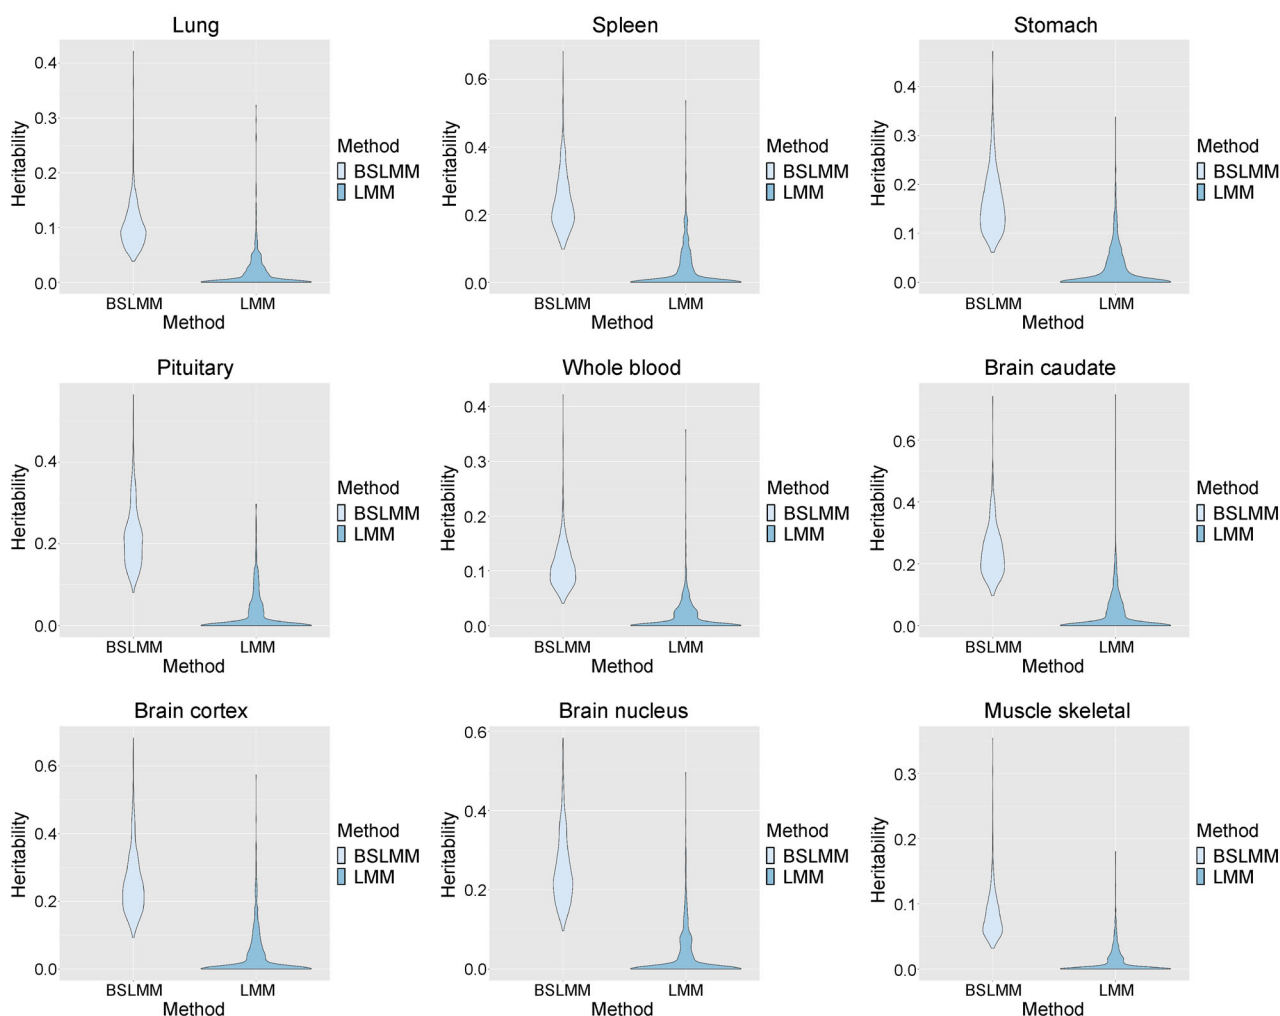 Lung
Heritability
0.4
0.3
0.2
0.1
0.0
BSLMM LMM
Method
Method
BSLMM
LMM
Spleen
Heritability
0.6
0.4
0.2
0.0
BSLMM LMM
Method
Method
BSLMM
LMM
Stomach
Heritability
0.4
0.3
0.2
0.1
0.0
BSLMM LMM
Method
Method
BSLMM
LMM
Pituitary
Heritability
0.4
0.2
0.0
BSLMM LMM
Method
Method
BSLMM
LMM
Whole blood
Heritability
0.4
0.3
0.2
0.1
0.0
BSLMM LMM
Method
Method
BSLMM
LMM
Brain caudate
Heritability
0.6
0.4
0.2
0.0
BSLMM LMM
Method
Method
BSLMM
LMM
Brain cortex
Heritability
0.6
0.4
0.2
0.0
BSLMM LMM
Method
Method
BSLMM
LMM
Brain nucleus
Heritability
0.6
0.4
0.2
0.0
BSLMM LMM
Method
Method
BSLMM
LMM
Muscle skeletal
Heritability
0.3
0.2
0.1
0.0
BSLMM LMM
Method
Method
BSLMM
LMM